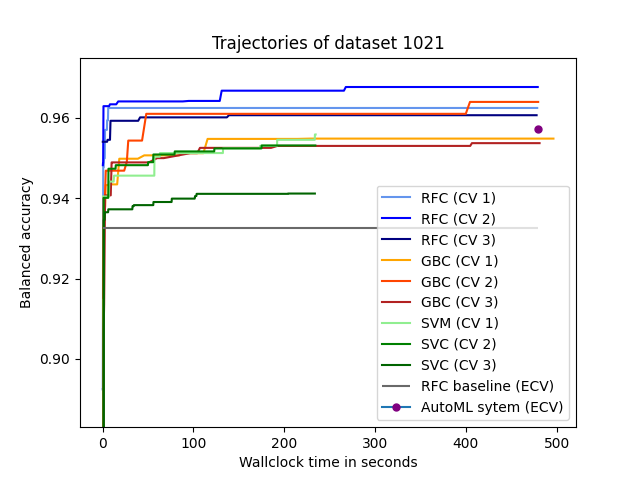 Trajectories of dataset 1021
Balanced accuracy
0.96
0.94
0.92
0.90
RFC (CV 1)
RFC (CV 2)
RFC (CV 3)
GBC (CV 1)
GBC (CV 2)
GBC (CV 3)
SVM (CV 1)
SVC (CV 2)
SVC (CV 3)
RFC baseline (ECV)
AutoML sytem (ECV)
0 100 200 300 400 500
Wallclock time in seconds